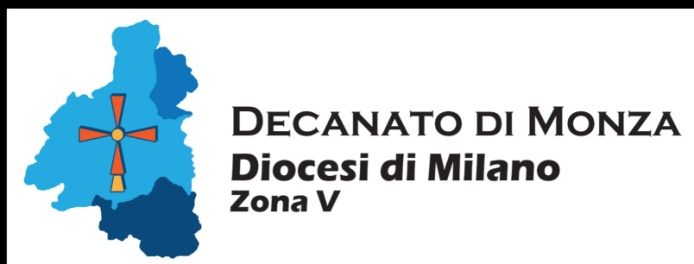 Decanato di Monza
Diocesi di Milano
Zona V